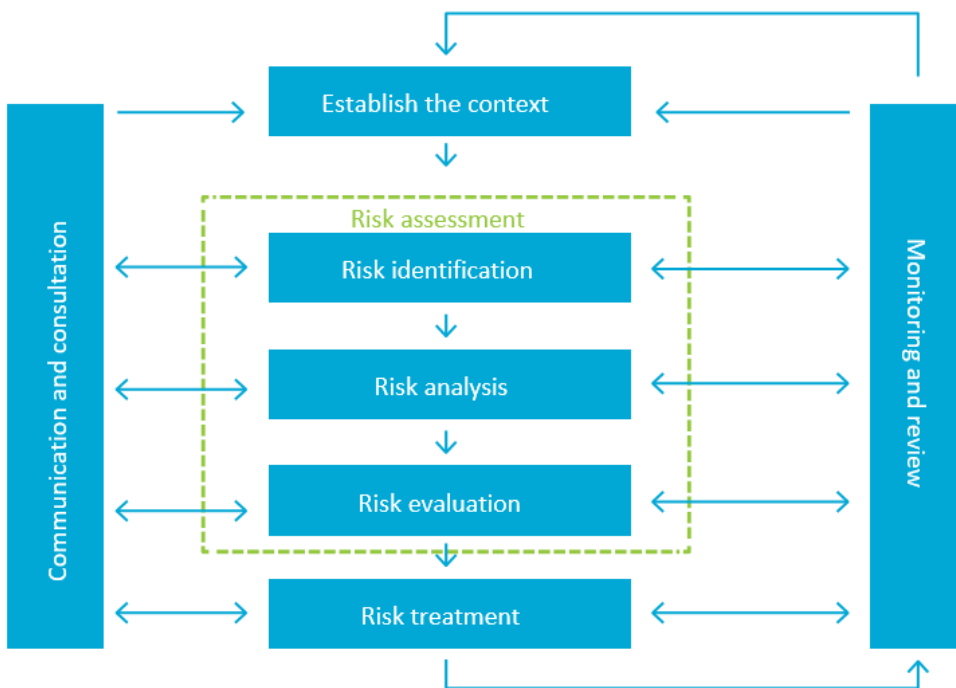 Establish the context
Risk assessment
Risk identification
Risk analysis
Risk evaluation
Risk treatment
Communication and consultation
Monitoring and review